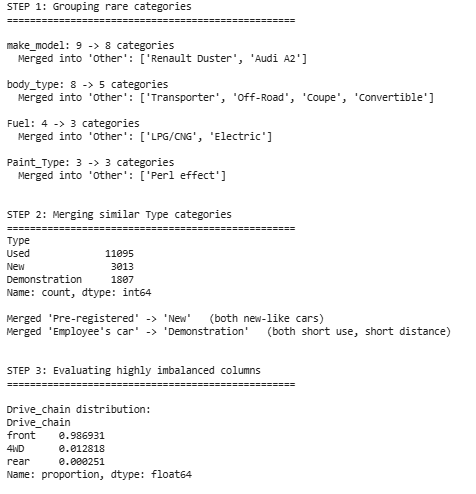 STEP 1: Grouping rare categories
==================================================
make_model: 9 -> 8 categories
  Merged into 'Other': ['Renault Duster', 'Audi A2']
body_type: 8 -> 5 categories
  Merged into 'Other': ['Transporter', 'Off-Road', 'Coupe', 'Convertible']
Fuel: 4 -> 3 categories
  Merged into 'Other': ['LPG/CNG', 'Electric']
Paint_Type: 3 -> 3 categories
  Merged into 'Other': ['Perl effect']
STEP 2: Merging similar Type categories
==================================================
Type
Used             11095
New               3013
Demonstration     1807
Name: count, dtype: int64
Merged 'Pre-registered' -> 'New'   (both new-like cars)
Merged 'Employee's car' -> 'Demonstration'   (both short use, short distance)
STEP 3: Evaluating highly imbalanced columns
==================================================
Drive_chain distribution:
Drive_chain
front    0.986931
4WD      0.012818
rear     0.000251
Name: proportion, dtype: float64